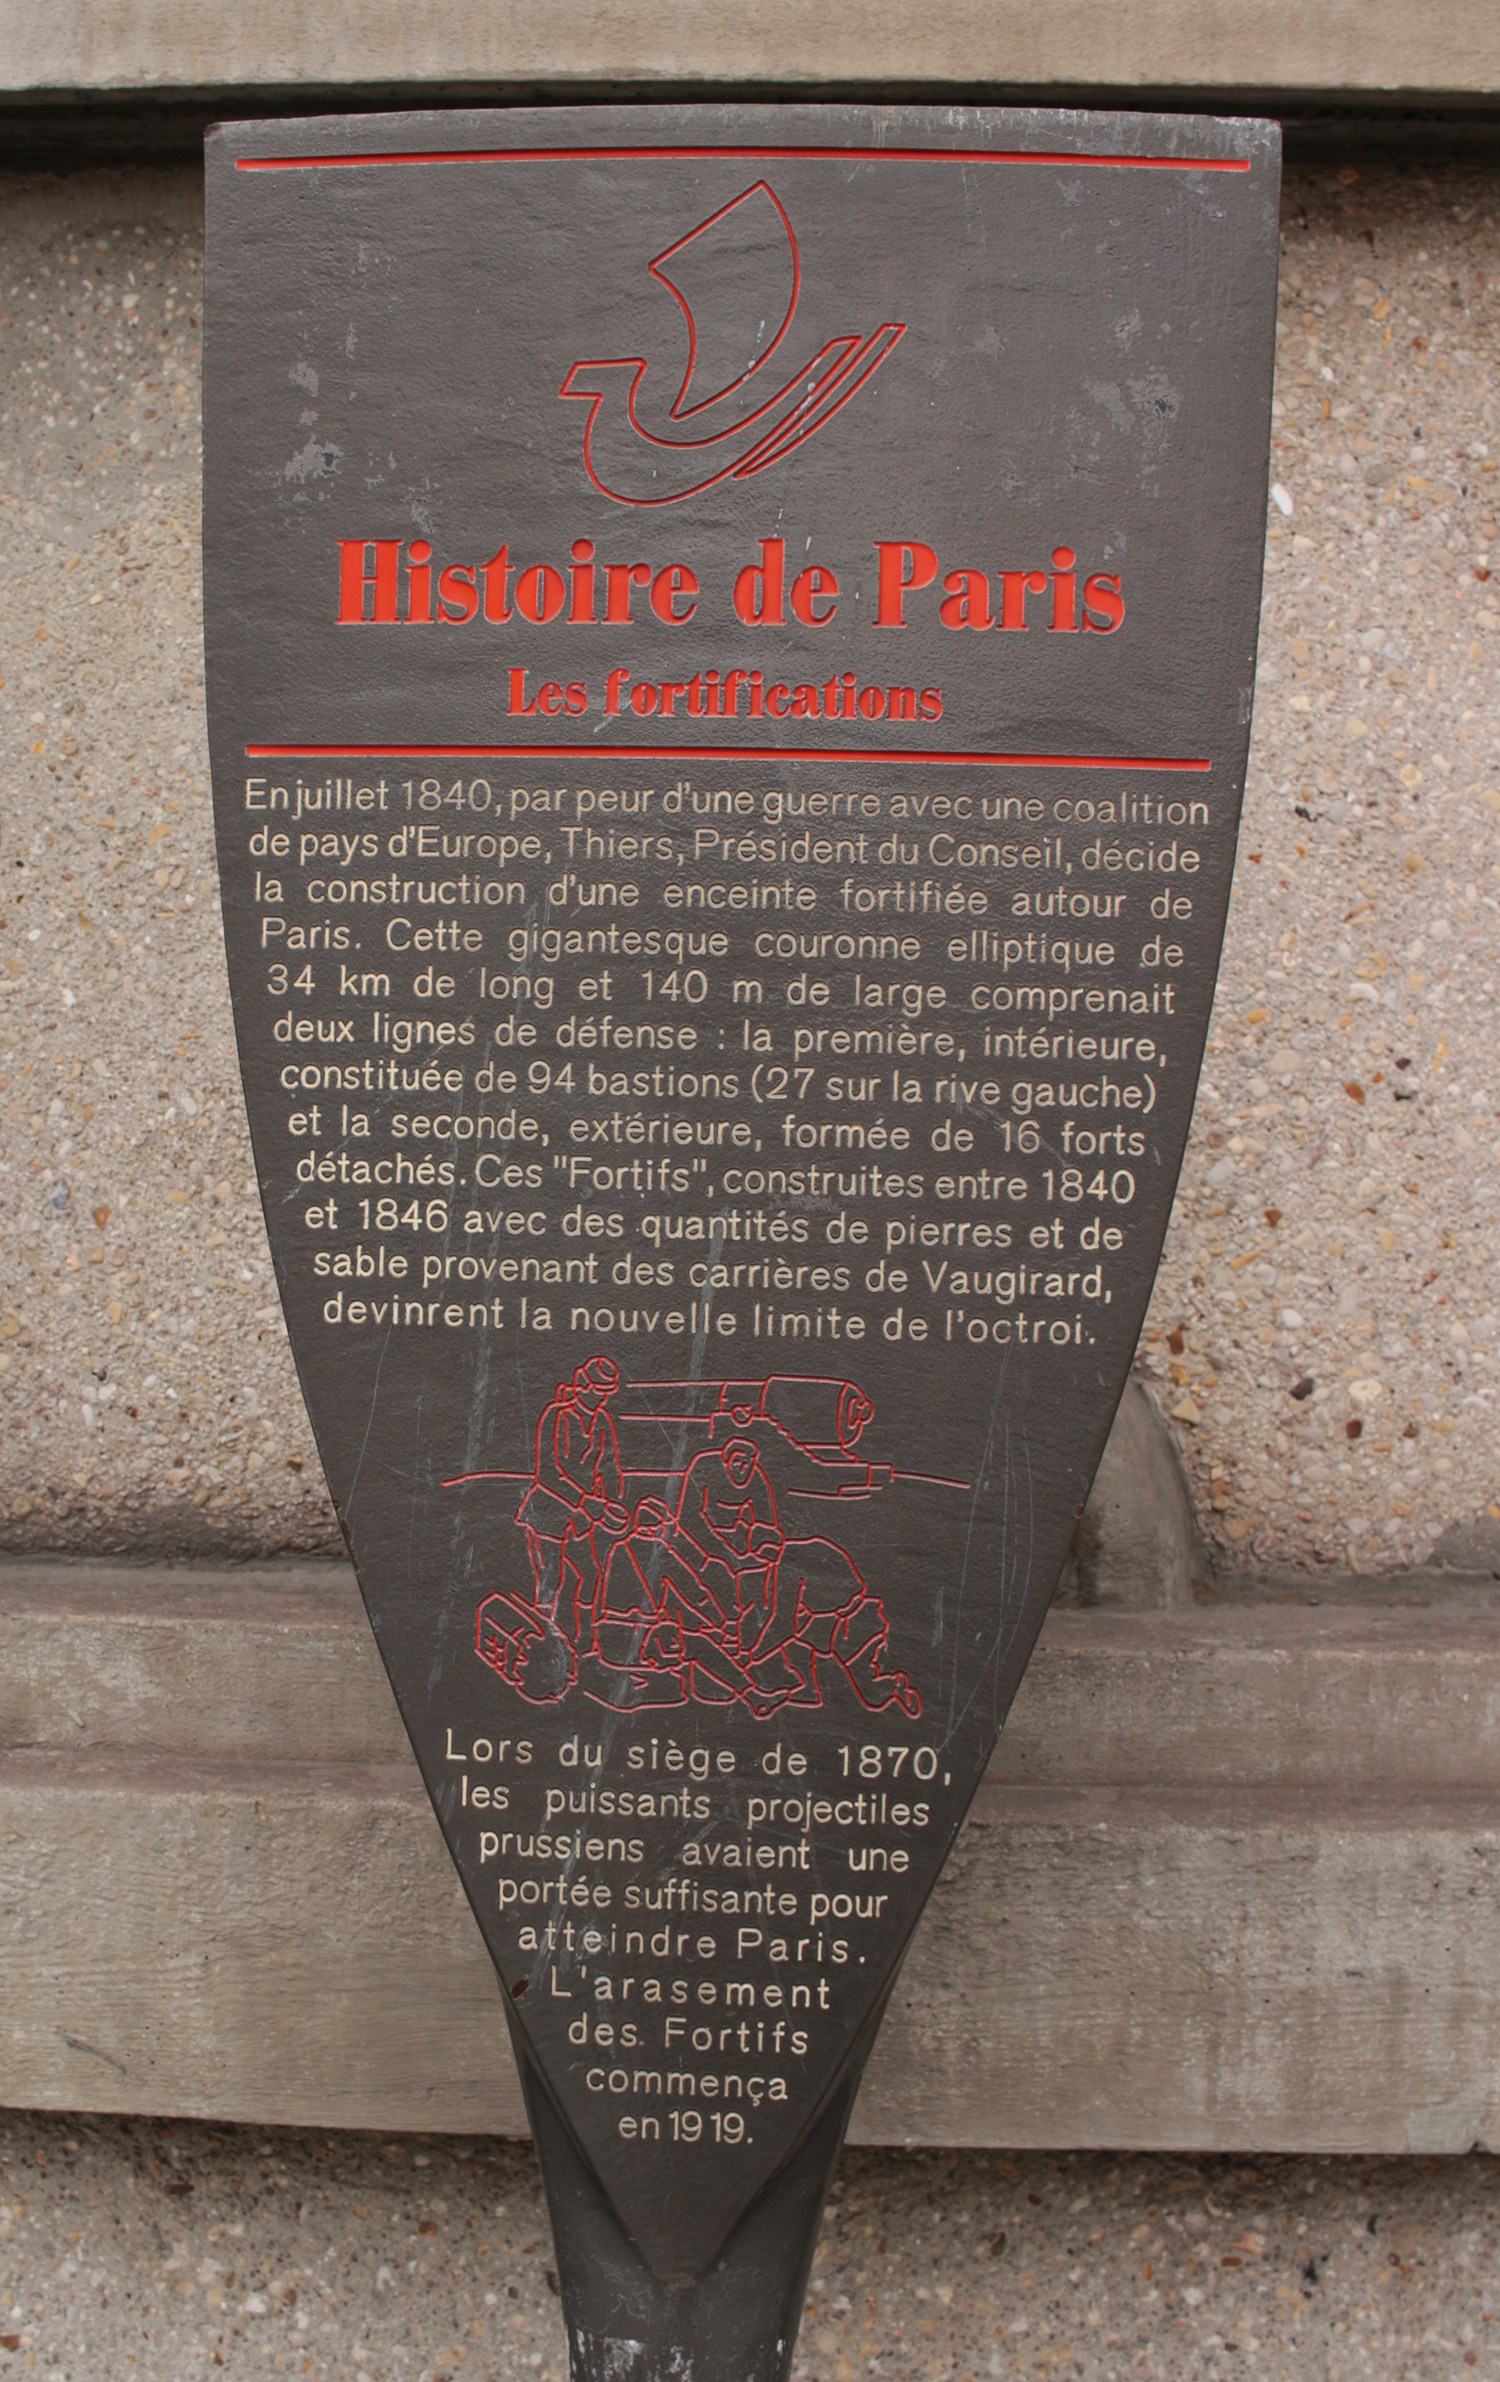 Histoire de Paris
Les fortifications
En juillet 1840, par peur d'une guerre avec une coalition
de pays d'Europe, Thiers, Président du Conseil, décide
la construction d'une enceinte fortifiée autour de
Paris. Cette gigantesque couronne elliptique de
34 km de long et 140 m de large comprenait
deux lignes de défense : la première, intérieure,
constituée de 94 bastions (27 sur la rive gauche)
et la seconde, extérieure, formée de 16 forts
détachés. Ces "Fortifs", construites entre 1840
et 1846 avec des quantités de pierres et de
sable provenant des carrières de Vaugirard,
devinrent la nouvelle limite de l'octroi.
Lors du siège de 1870,
les puissants projectiles
prussiens avaient une
portée suffisante pour
atteindre Paris.
L'arasement
des Fortifs
commença
en 1919.